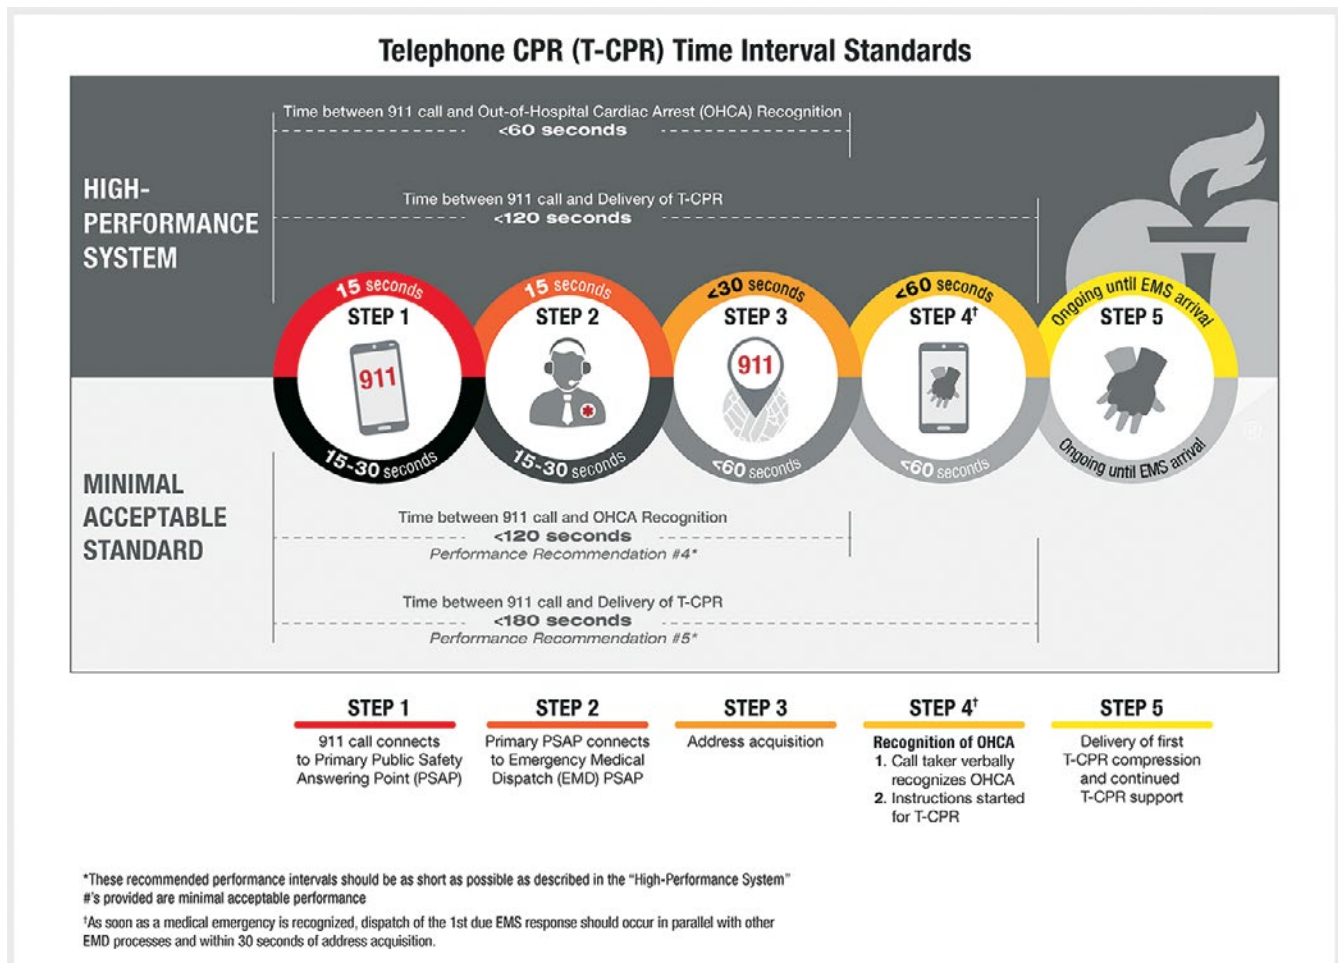 Telephone CPR (T-CPR) Time Interval Standards
Time between 911 call and Out-of-Hospital Cardiac Arrest (OHCA) Recognition
<60 seconds
HIGH-
PERFORMANCE
SYSTEM
Time between 911 call and Delivery of T-CPR
<120 seconds
15 seconds
STEP 1
911
15-30 seconds
15 seconds
STEP 2
15-30 seconds
<30 seconds
STEP 3
911
<60 seconds
<60 seconds
STEP 4†
<60 seconds
Ongoing until EMS arrival
STEP 5
Ongoing until EMS arrival
MINIMAL
ACCEPTABLE
STANDARD
Time between 911 call and OHCA Recognition
<120 seconds
Performance Recommendation #4*
Time between 911 call and Delivery of T-CPR
<180 seconds
Performance Recommendation #5*
STEP 1
911 call connects
to Primary Public Safety
Answering Point (PSAP)
STEP 2
Primary PSAP connects
to Emergency Medical
Dispatch (EMD) PSAP
STEP 3
Address acquisition
STEP 4†
Recognition of OHCA
1. Call taker verbally
recognizes OHCA
2. Instructions started
for T-CPR
STEP 5
Delivery of first
T-CPR compression
and continued
T-CPR support
*These recommended performance intervals should be as short as possible as described in the “High-Performance System”
#'s provided are minimal acceptable performance
†As soon as a medical emergency is recognized, dispatch of the 1st due EMS response should occur in parallel with other
EMD processes and within 30 seconds of address acquisition.